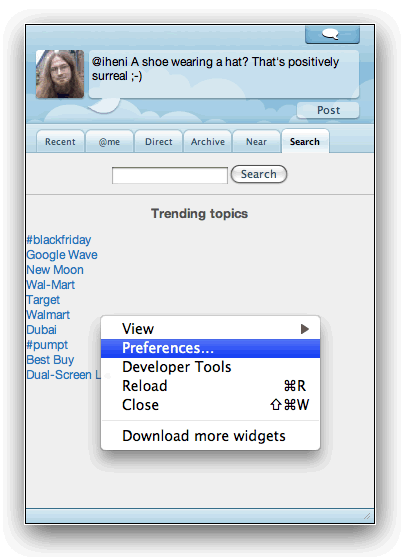 @iheni A shoe wearing a hat? That's positively
surreal ;-)
Post
Recent @me Direct Archive Near Search
Search
Trending topics
#blackfriday
Google Wave
New Moon
Wal-Mart
Target
Walmart
Dubai
#pumpt
Best Buy
Dual-Screen
View
Preferences...
Developer Tools
Reload ⌘R
Close ⇧⌘W
Download more widgets